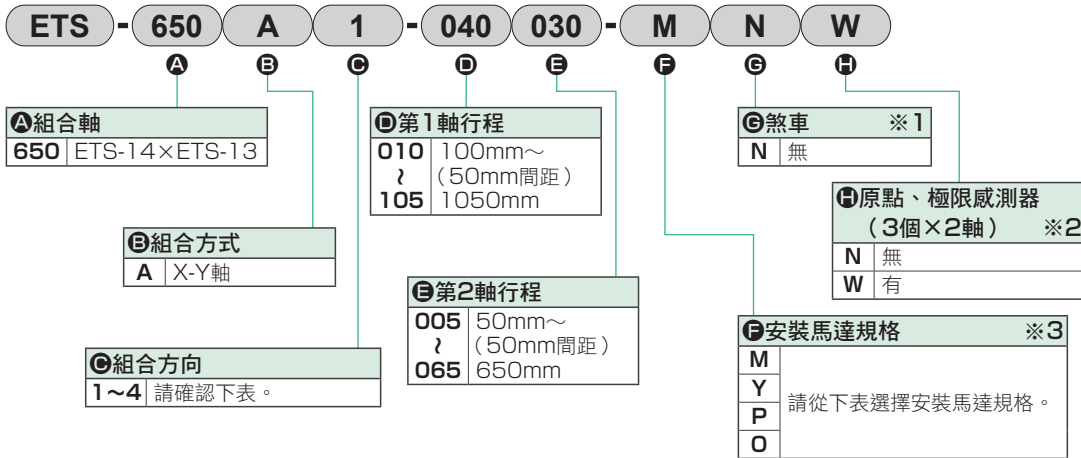 ETS - 650 A 1 - 040 030 - M N W
Ⓐ Ⓑ Ⓒ Ⓓ Ⓔ Ⓕ Ⓖ Ⓗ
Ⓐ組合軸
650 ETS-14×ETS-13
Ⓑ組合方式
A X-Y軸
Ⓒ組合方向
1~4 請確認下表。
Ⓓ第1軸行程
010 100mm~
~ (50mm間距)
105 1050mm
Ⓔ第2軸行程
005 50mm~
~ (50mm間距)
065 650mm
Ⓖ煞車 ※1
N 無
Ⓗ原點、極限感測器
(3個×2軸) ※2
N 無
W 有
Ⓕ安裝馬達規格 ※3
M
Y
P
O
請從下表選擇安裝馬達規格。